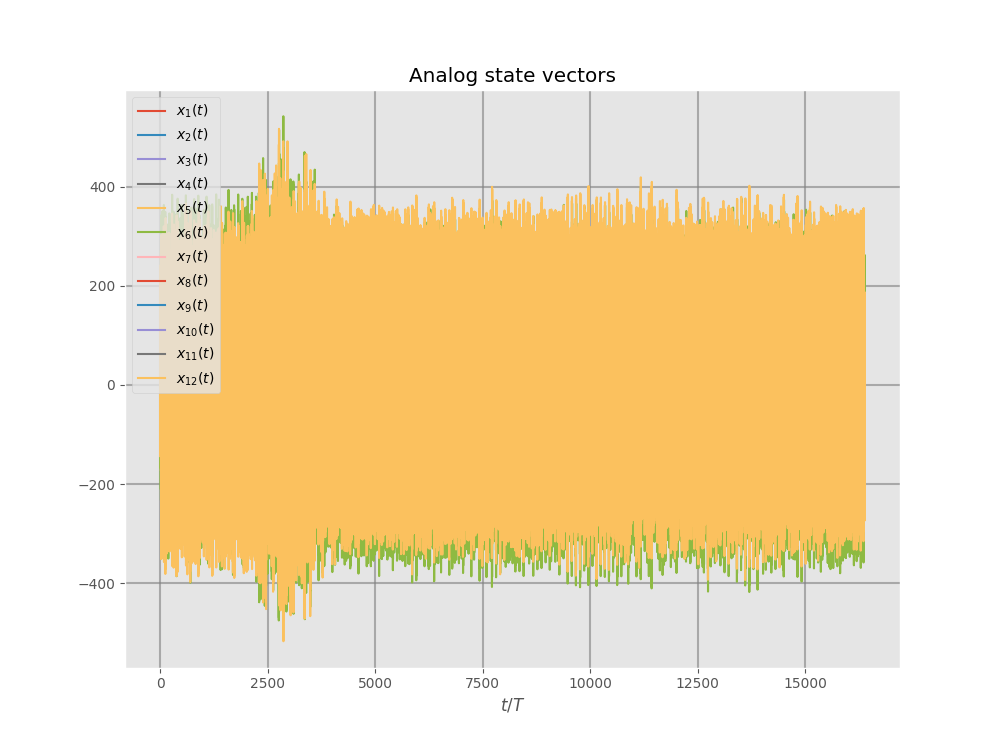 Analog state vectors
x₁(t)
x₂(t)
x₃(t)
x₄(t)
x₅(t)
x₆(t)
x₇(t)
x₈(t)
x₉(t)
x₁₀(t)
x₁₁(t)
x₁₂(t)
400
200
0
−200
−400
0 2500 5000 7500 10000 12500 15000
t/T